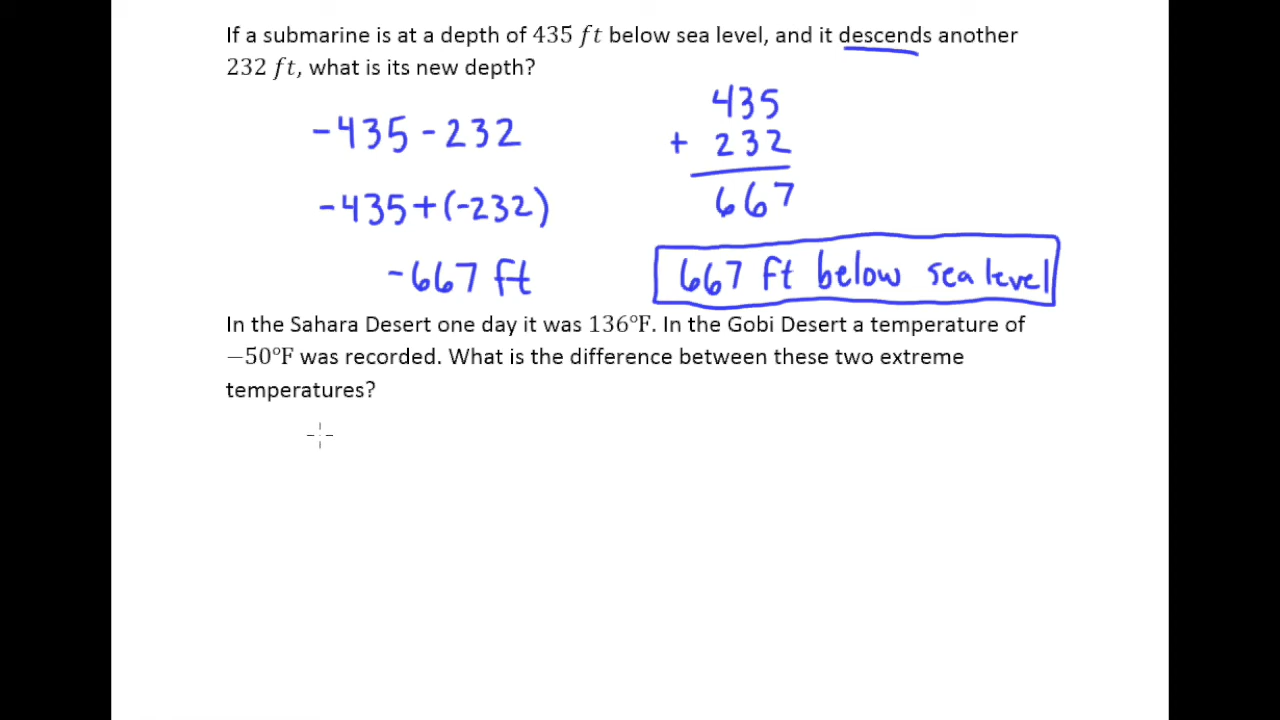 If a submarine is at a depth of 435 ft below sea level, and it descends another
232 ft, what is its new depth?
435
-435 - 232
+ 232
-435 + (-232)
667
-667 ft
667 ft below sea level
In the Sahara Desert one day it was 136°F. In the Gobi Desert a temperature of
−50°F was recorded. What is the difference between these two extreme
temperatures?